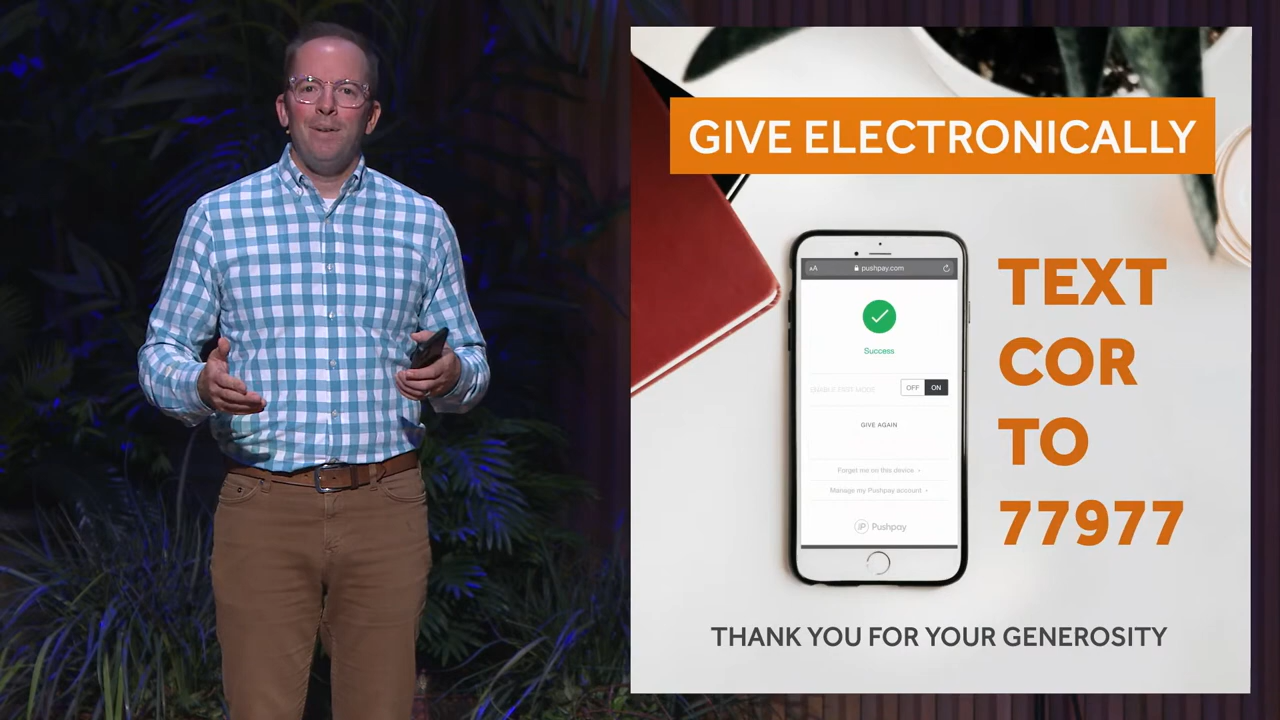 GIVE ELECTRONICALLY
AA
pushpay.com
Success
OFF ON
GIVE AGAIN
Forget me on this device ›
Manage my Pushpay account ›
Pushpay
TEXT
COR
TO
77977
THANK YOU FOR YOUR GENEROSITY